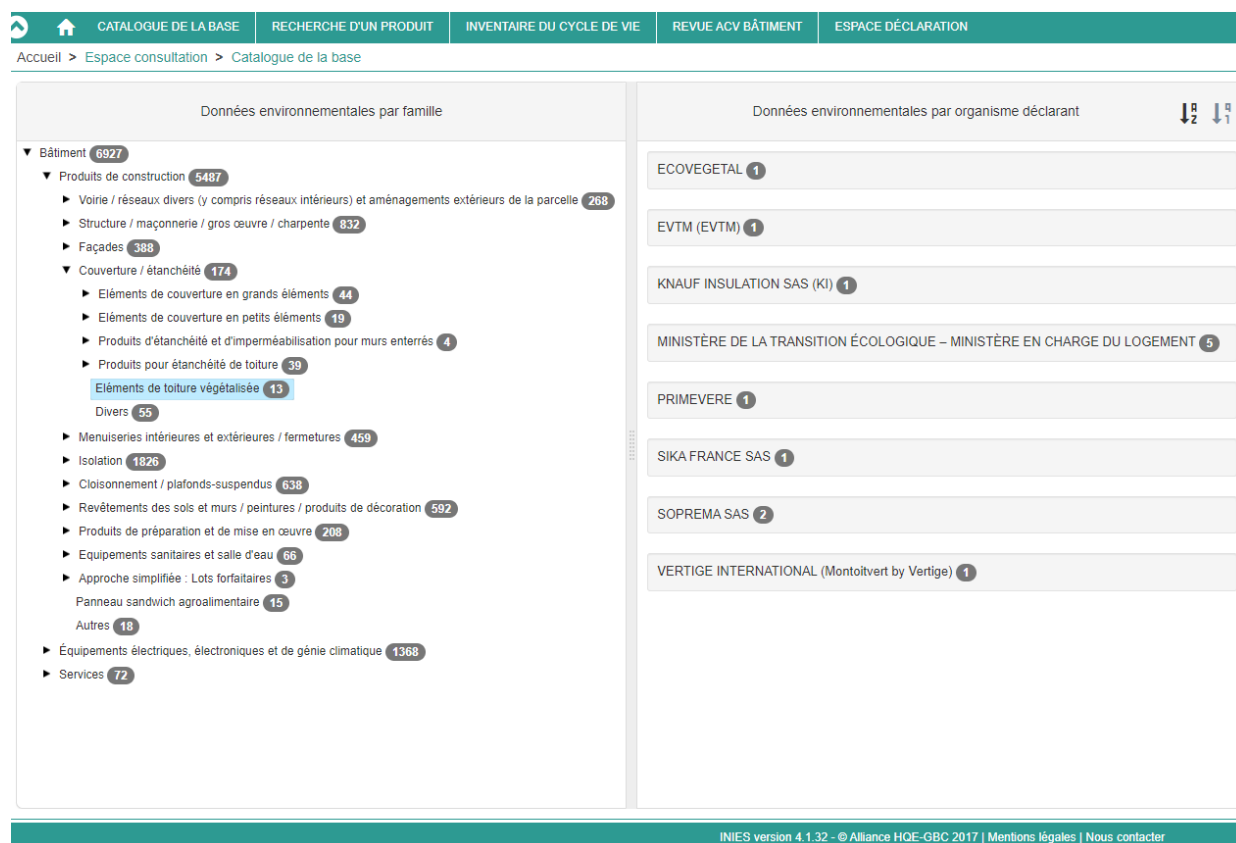 CATALOGUE DE LA BASE RECHERCHE D'UN PRODUIT INVENTAIRE DU CYCLE DE VIE REVUE ACV BÂTIMENT ESPACE DÉCLARATION
Accueil > Espace consultation > Catalogue de la base
Données environnementales par famille
Bâtiment 6927
Produits de construction 5487
Voirie / réseaux divers (y compris réseaux intérieurs) et aménagements extérieurs de la parcelle 268
Structure / maçonnerie / gros œuvre / charpente 832
Façades 388
Couverture / étanchéité 174
Eléments de couverture en grands éléments 44
Eléments de couverture en petits éléments 19
Produits d'étanchéité et d'imperméabilisation pour murs enterrés 4
Produits pour étanchéité de toiture 39
Eléments de toiture végétalisée 13
Divers 55
Menuiseries intérieures et extérieures / fermetures 459
Isolation 1826
Cloisonnement / plafonds-suspendus 638
Revêtements des sols et murs / peintures / produits de décoration 592
Produits de préparation et de mise en œuvre 208
Equipements sanitaires et salle d'eau 66
Approche simplifiée : Lots forfaitaires 3
Panneau sandwich agroalimentaire 15
Autres 18
Équipements électriques, électroniques et de génie climatique 1368
Services 72
Données environnementales par organisme déclarant
ECOVEGETAL 1
EVTM (EVTM) 1
KNAUF INSULATION SAS (KI) 1
MINISTÈRE DE LA TRANSITION ÉCOLOGIQUE – MINISTÈRE EN CHARGE DU LOGEMENT 5
PRIMEVERE 1
SIKA FRANCE SAS 1
SOPREMA SAS 2
VERTIGE INTERNATIONAL (Montoitvert by Vertige) 1
INIES version 4.1.32 - © Alliance HQE-GBC 2017 | Mentions légales | Nous contacter